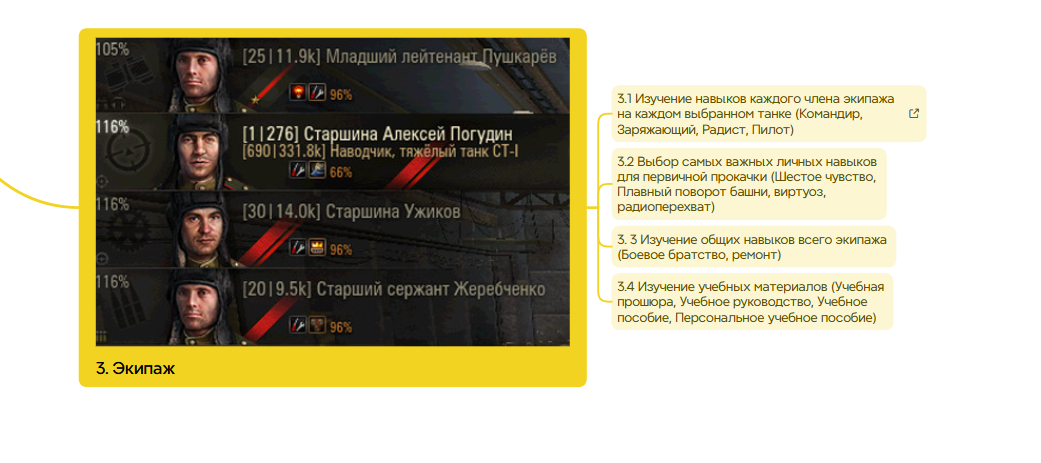 105%
[25|11.9k] Младший лейтенант Пушкарёв
96%
116%
[1|276] Старшина Алексей Погудин
[690|331.8k] Наводчик, тяжёлый танк СТ-I
66%
116%
[30|14.0k] Старшина Ужиков
96%
116%
[20|9.5k] Старший сержант Жеребченко
96%
3. Экипаж
3.1 Изучение навыков каждого члена экипажа
на каждом выбранном танке (Командир,
Заряжающий, Радист, Пилот)
3.2 Выбор самых важных личных навыков
для первичной прокачки (Шестое чувство,
Плавный поворот башни, виртуоз,
радиоперехват)
3. 3 Изучение общих навыков всего экипажа
(Боевое братство, ремонт)
3.4 Изучение учебных материалов (Учебная
прошюра, Учебное руководство, Учебное
пособие, Персональное учебное пособие)